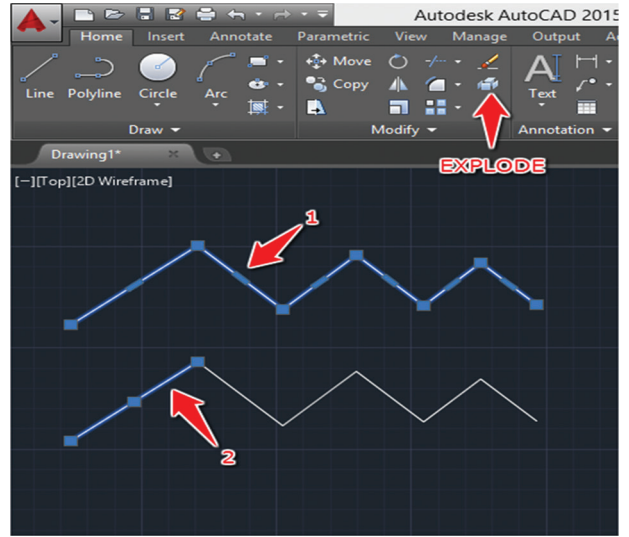 Autodesk AutoCAD 2015
Home Insert Annotate Parametric View Manage Output
Move
Copy
Line Polyline Circle Arc Text
Draw Modify Annotation
EXPLODE
Drawing1*
[−][Top][2D Wireframe]
1
2